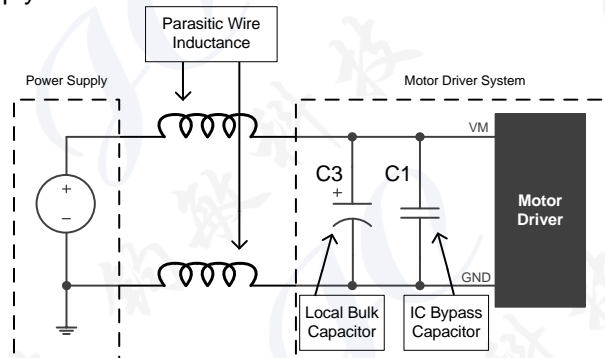 Parasitic Wire
Inductance
Power Supply
Motor Driver System
VM
C3
C1
+
+
–
Motor
Driver
GND
Local Bulk
Capacitor
IC Bypass
Capacitor